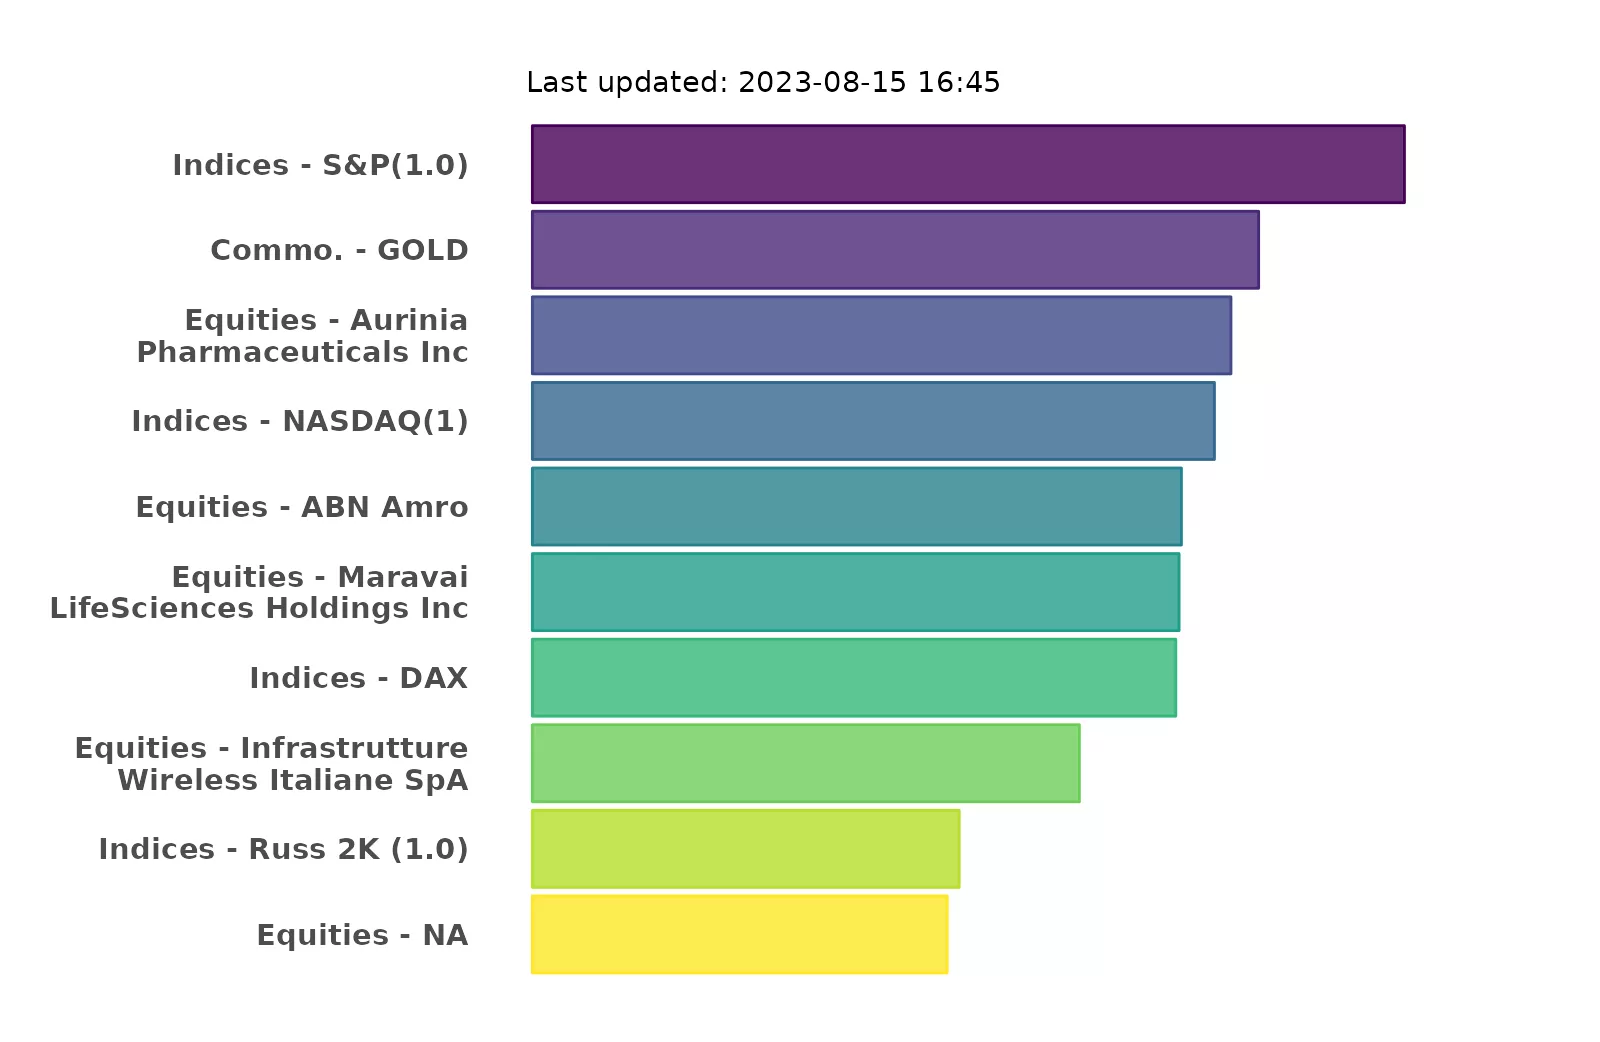 Last updated: 2023-08-15 16:45
Indices - S&P(1.0)
Commo. - GOLD
Equities - Aurinia
Pharmaceuticals Inc
Indices - NASDAQ(1)
Equities - ABN Amro
Equities - Maravai
LifeSciences Holdings Inc
Indices - DAX
Equities - Infrastrutture
Wireless Italiane SpA
Indices - Russ 2K (1.0)
Equities - NA